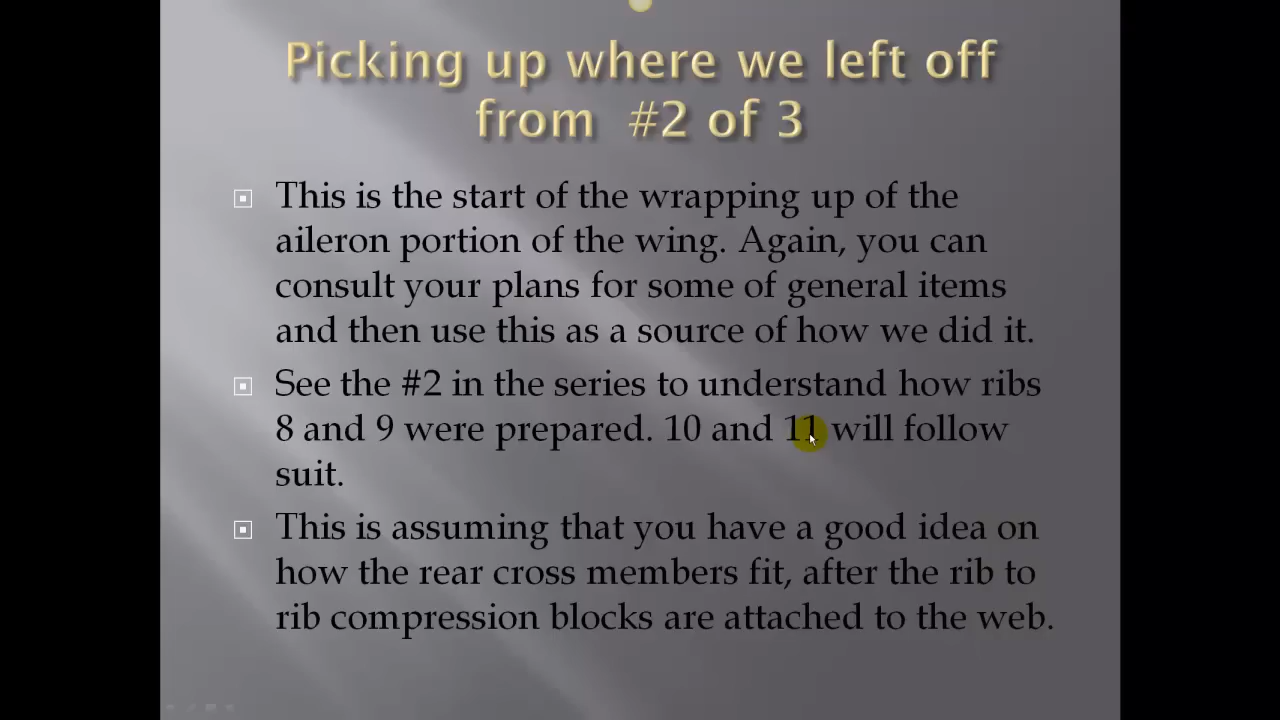 Picking up where we left off
from #2 of 3
This is the start of the wrapping up of the
aileron portion of the wing. Again, you can
consult your plans for some of general items
and then use this as a source of how we did it.
See the #2 in the series to understand how ribs
8 and 9 were prepared. 10 and 11 will follow
suit.
This is assuming that you have a good idea on
how the rear cross members fit, after the rib to
rib compression blocks are attached to the web.